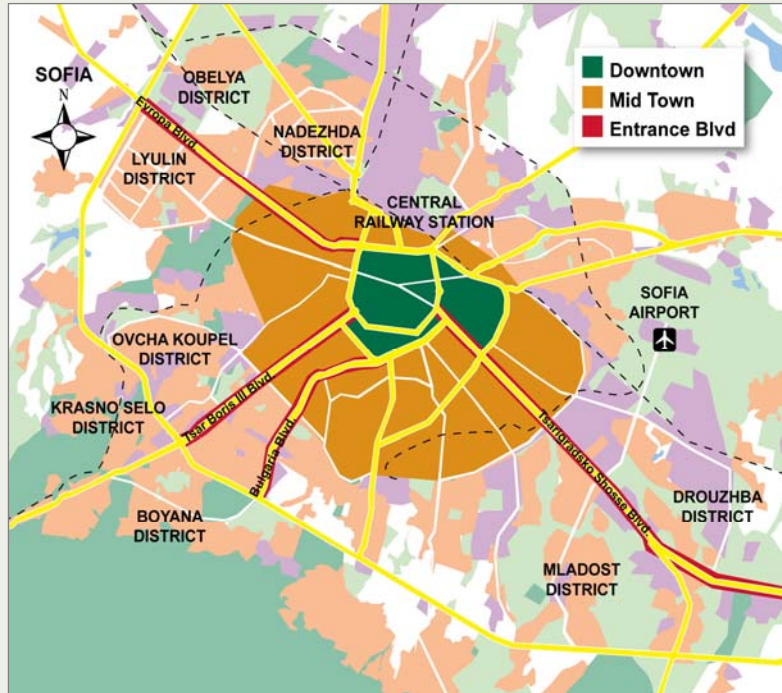 SOFIA
N
OBELYA
DISTRICT
NADEZHDA
DISTRICT
Evropa Blvd
LYULIN
DISTRICT
Downtown
Mid Town
Entrance Blvd
CENTRAL
RAILWAY STATION
SOFIA
AIRPORT
OVCHA KOUPEL
DISTRICT
KRASNO SELO
DISTRICT
Tsar Boris III Blvd
Bulgaria Blvd
Tsarigradsko Shosse Blvd.
BOYANA
DISTRICT
DROUZHBA
DISTRICT
MLADOST
DISTRICT